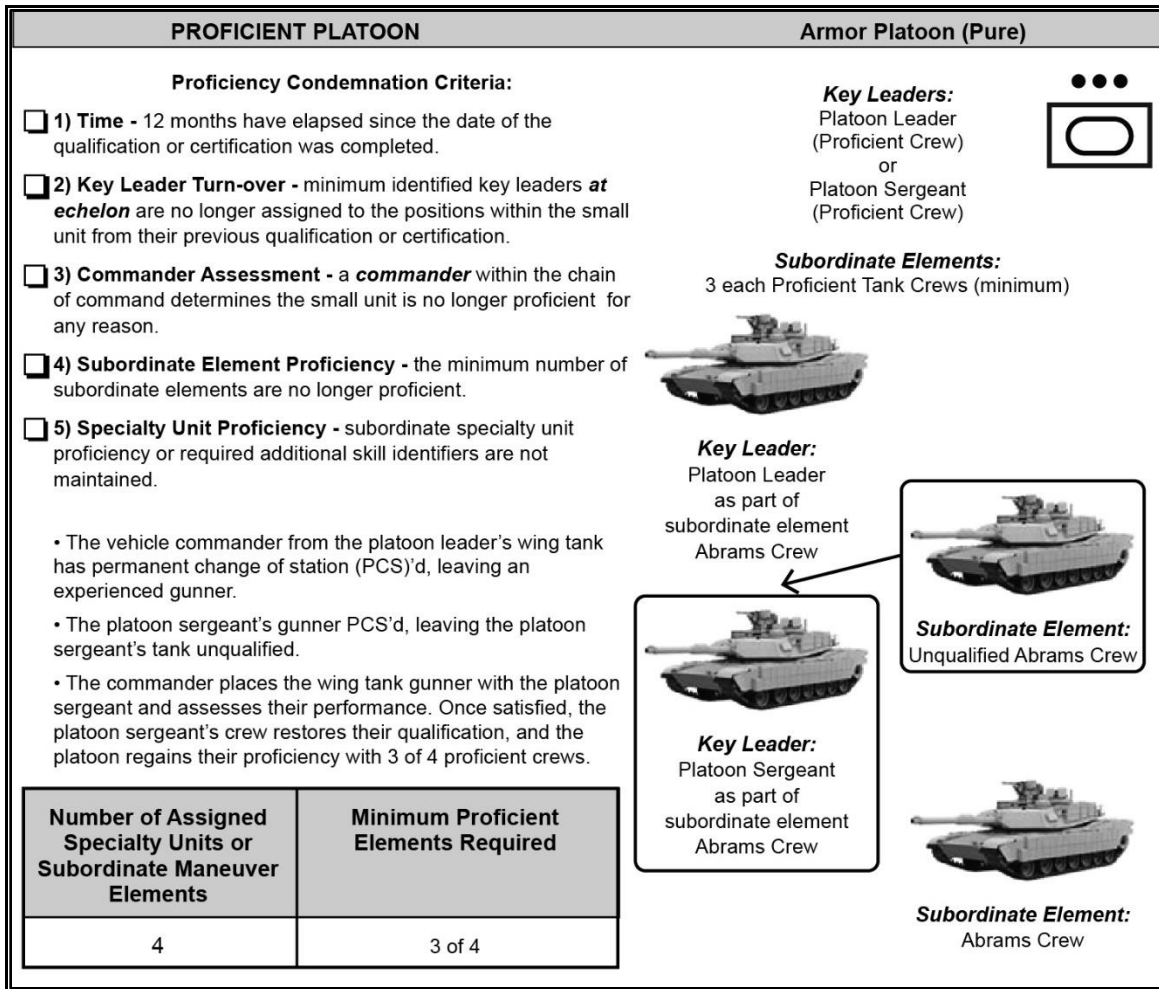 PROFICIENT PLATOON
Armor Platoon (Pure)
Proficiency Condemnation Criteria:
1) Time - 12 months have elapsed since the date of the
qualification or certification was completed.
2) Key Leader Turn-over - minimum identified key leaders at
echelon are no longer assigned to the positions within the small
unit from their previous qualification or certification.
3) Commander Assessment - a commander within the chain
of command determines the small unit is no longer proficient for
any reason.
4) Subordinate Element Proficiency - the minimum number of
subordinate elements are no longer proficient.
5) Specialty Unit Proficiency - subordinate specialty unit
proficiency or required additional skill identifiers are not
maintained.
• The vehicle commander from the platoon leader's wing tank
has permanent change of station (PCS)'d, leaving an
experienced gunner.
• The platoon sergeant's gunner PCS'd, leaving the platoon
sergeant's tank unqualified.
• The commander places the wing tank gunner with the platoon
sergeant and assesses their performance. Once satisfied, the
platoon sergeant's crew restores their qualification, and the
platoon regains their proficiency with 3 of 4 proficient crews.
Number of Assigned
Specialty Units or
Subordinate Maneuver
Elements
Minimum Proficient
Elements Required
4
3 of 4
Key Leaders:
Platoon Leader
(Proficient Crew)
or
Platoon Sergeant
(Proficient Crew)
Subordinate Elements:
3 each Proficient Tank Crews (minimum)
Key Leader:
Platoon Leader
as part of
subordinate element
Abrams Crew
Subordinate Element:
Unqualified Abrams Crew
Key Leader:
Platoon Sergeant
as part of
subordinate element
Abrams Crew
Subordinate Element:
Abrams Crew